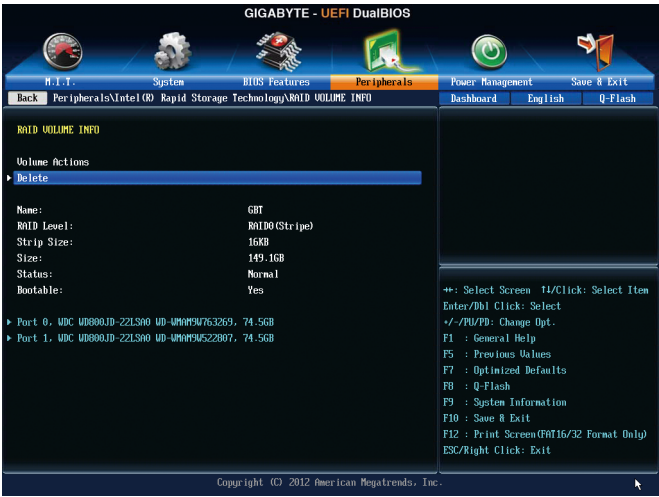 GIGABYTE - UEFI DualBIOS
M.I.T. System BIOS Features Peripherals Power Management Save & Exit
Back Peripherals\Intel(R) Rapid Storage Technology\RAID VOLUME INFO Dashboard English Q-Flash
RAID VOLUME INFO
Volume Actions
Delete
Name: GBT
RAID Level: RAID0(Stripe)
Strip Size: 16KB
Size: 149.1GB
Status: Normal
Bootable: Yes
Port 0, WDC WD800JD-22LSA0 WD-WMAM9W763269, 74.5GB
Port 1, WDC WD800JD-22LSA0 WD-WMAM9W522807, 74.5GB
→←: Select Screen ↑↓/Click: Select Item
Enter/Dbl Click: Select
+/-/PU/PD: Change Opt.
F1 : General Help
F5 : Previous Values
F7 : Optimized Defaults
F8 : Q-Flash
F9 : System Information
F10 : Save & Exit
F12 : Print Screen(FAT16/32 Format Only)
ESC/Right Click: Exit
Copyright (C) 2012 American Megatrends, Inc.